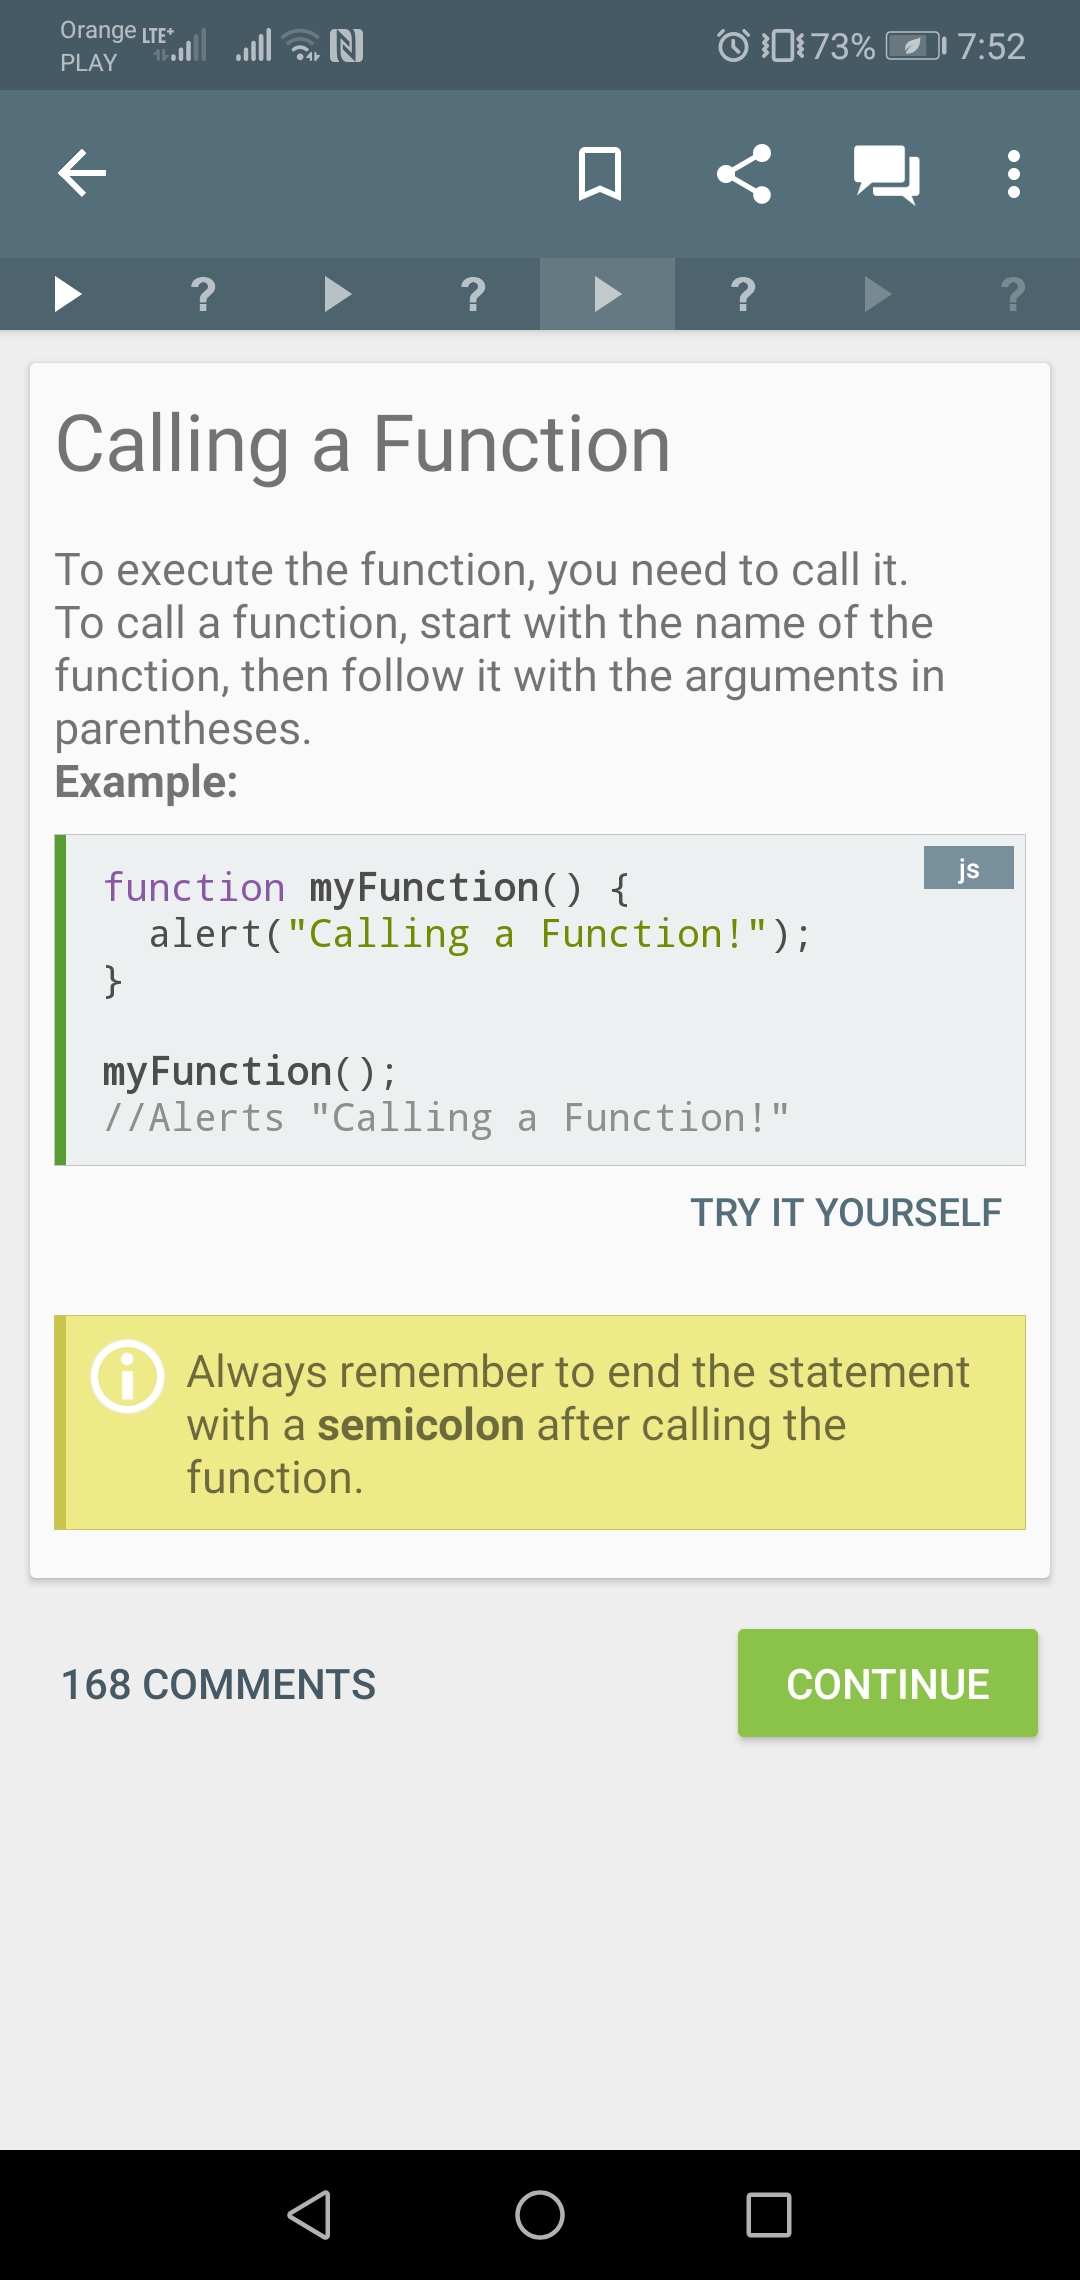 Orange LTE+
PLAY
73% 7:52
? ? ? ?
Calling a Function
To execute the function, you need to call it.
To call a function, start with the name of the
function, then follow it with the arguments in
parentheses.
Example:
js
function myFunction() {
  alert("Calling a Function!");
}
myFunction();
//Alerts "Calling a Function!"
TRY IT YOURSELF
Always remember to end the statement
with a semicolon after calling the
function.
168 COMMENTS
CONTINUE